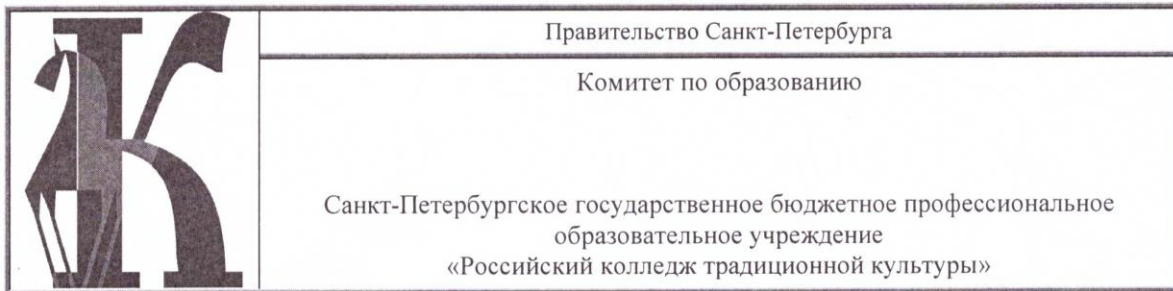 Правительство Санкт-Петербурга
Комитет по образованию
Санкт-Петербургское государственное бюджетное профессиональное
образовательное учреждение
«Российский колледж традиционной культуры»